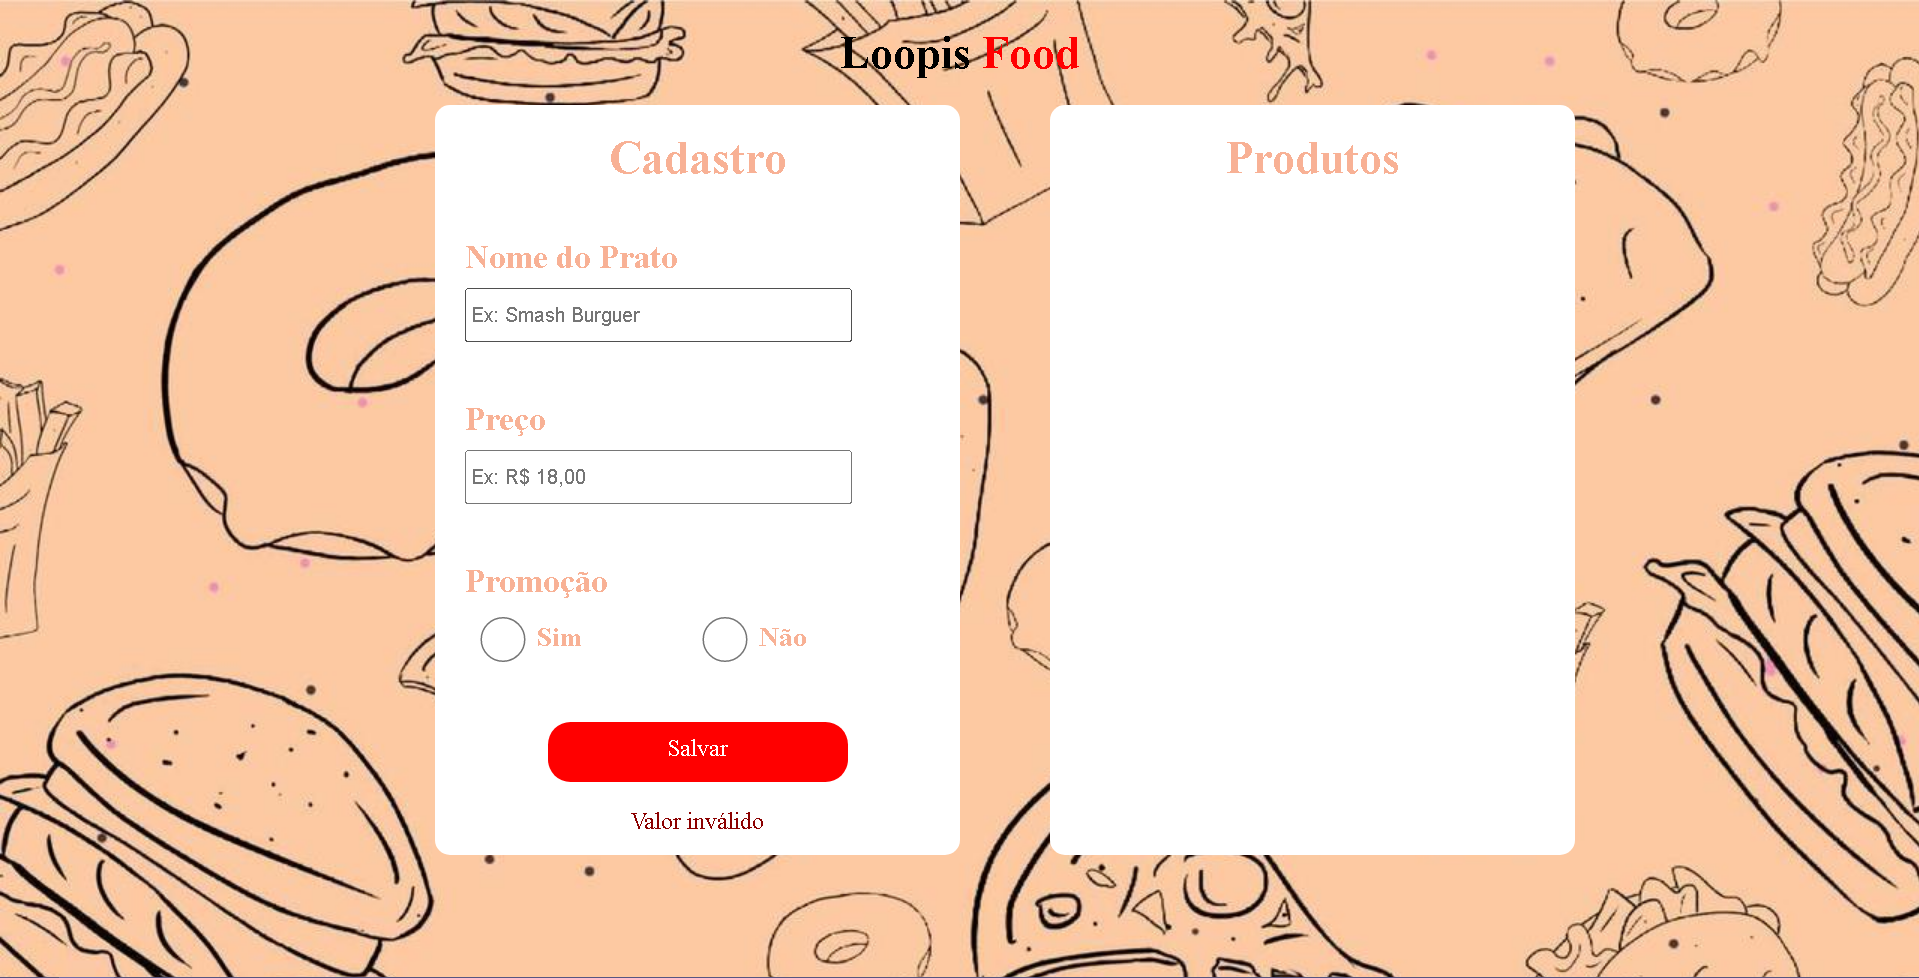 Loopis Food
Cadastro
Nome do Prato
Ex: Smash Burguer
Preço
Ex: R$ 18,00
Promoção
Sim
Não
Salvar
Valor inválido
Produtos